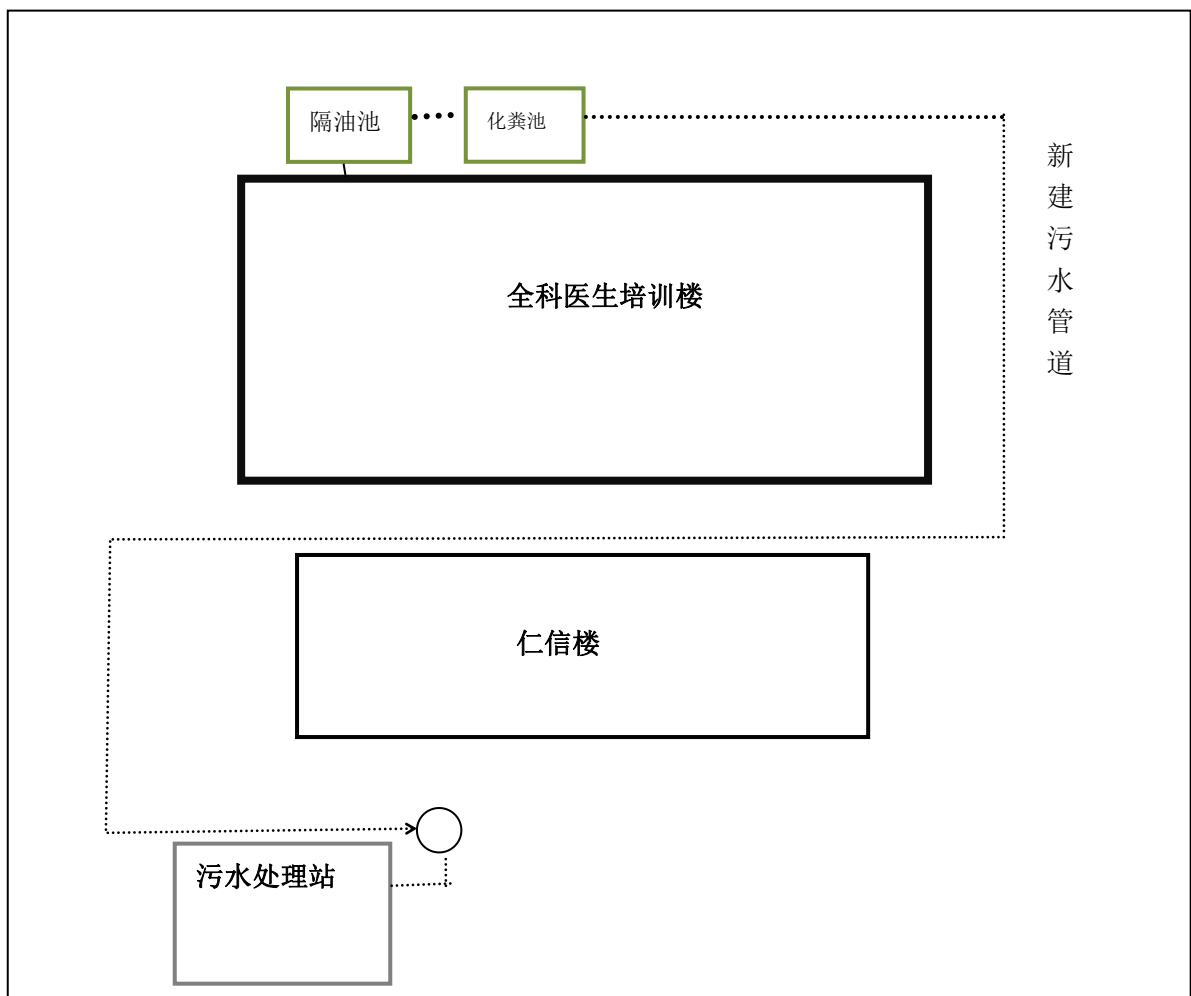 隔油池
化粪池
新建污水管道
全科医生培训楼
仁信楼
污水处理站